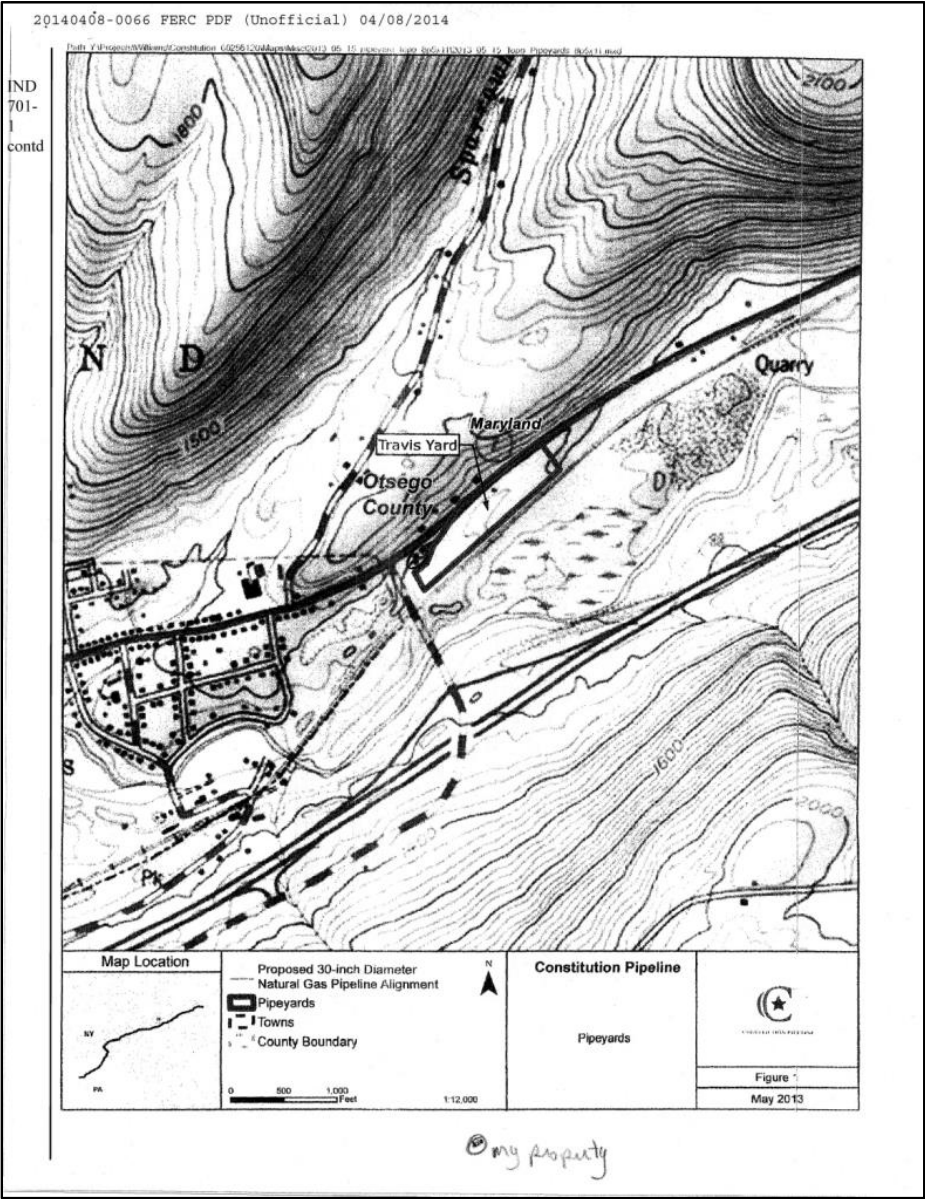 20140408-0066 FERC PDF (Unofficial) 04/08/2014
IND
701-
1
contd
2100
1800
N D
Quarry
Maryland
Travis Yard
1500
Otsego
County
S
1600
2000
Pk
Map Location
NY
PA
Proposed 30-inch Diameter
Natural Gas Pipeline Alignment
Pipeyards
Towns
County Boundary
0 500 1,000
Feet
1:12,000
N
Constitution Pipeline
Pipeyards
C
Figure
May 2013
my property